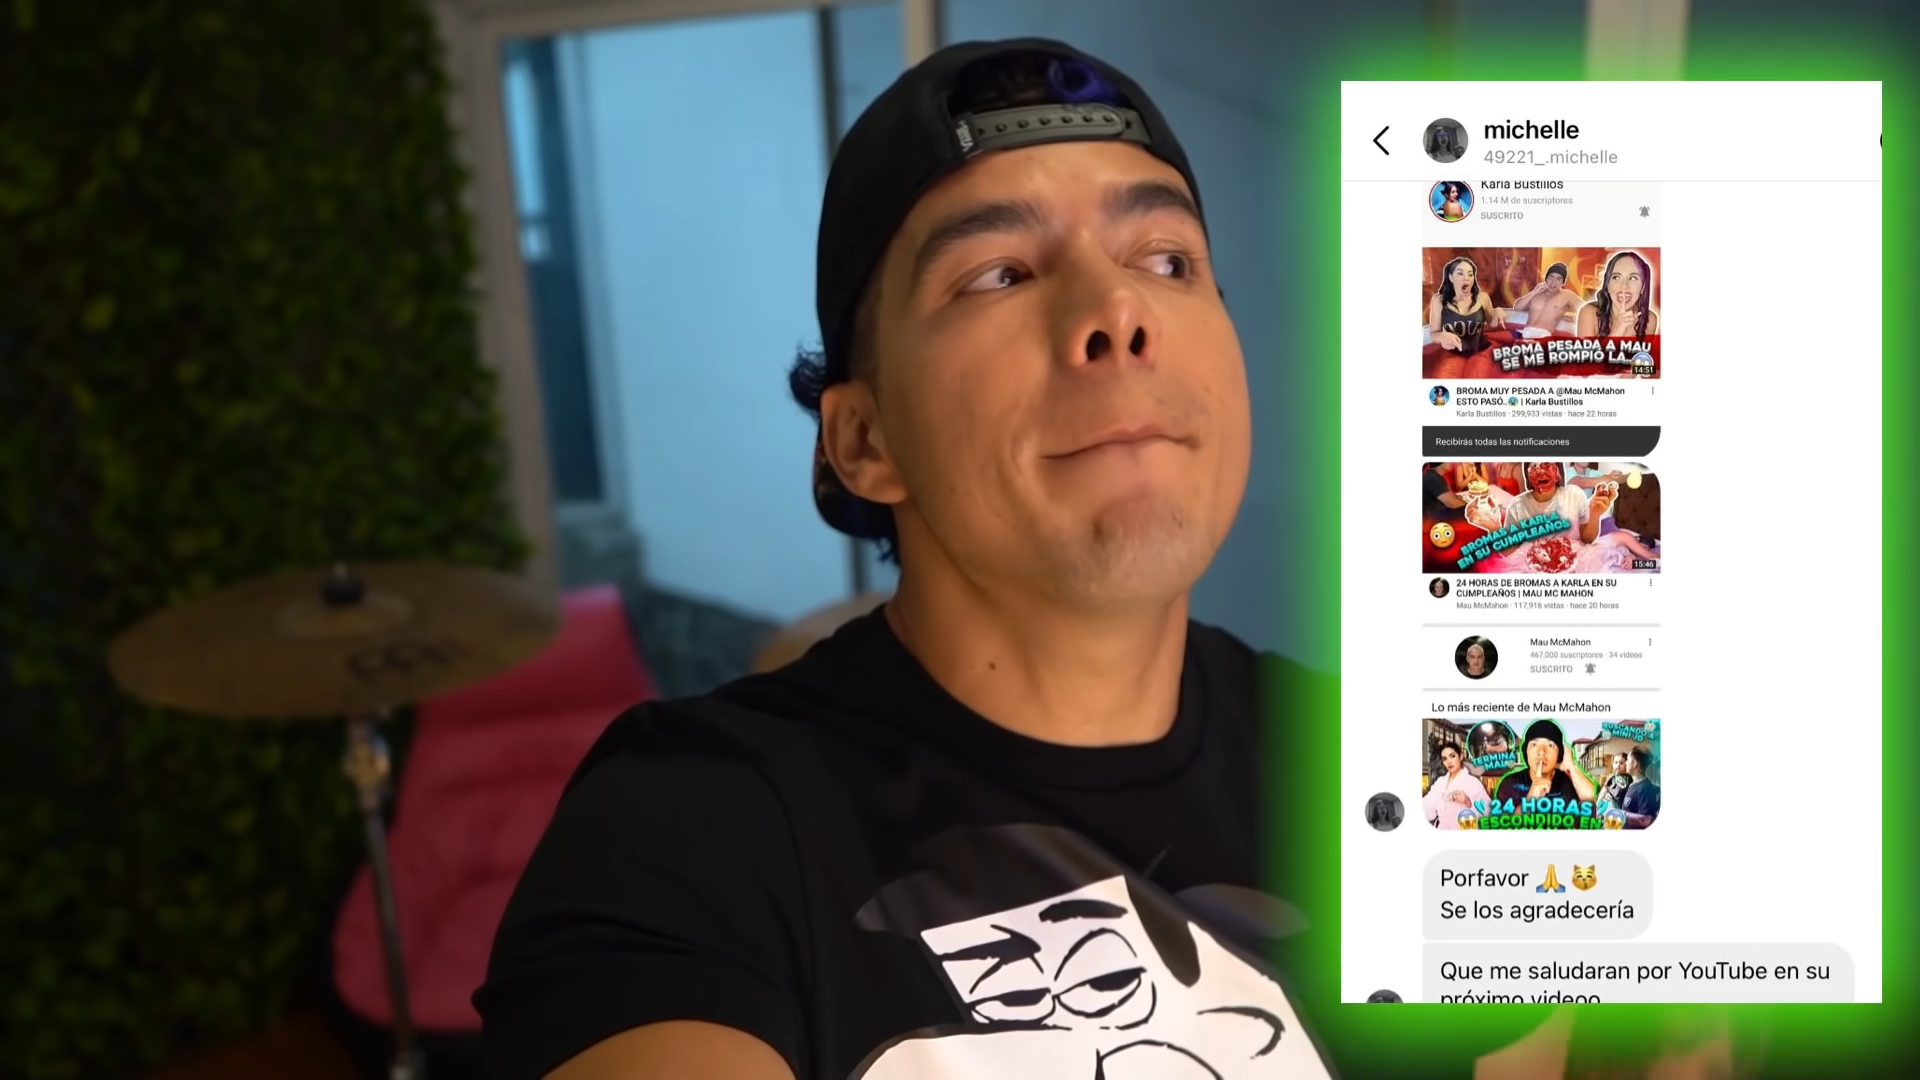 michelle
49221_.michelle
Karla Bustillos
1.14 M de suscriptores
SUSCRITO
BROMA PESADA A MAU
SE ME ROMPIÓ LA..
14:51
BROMA MUY PESADA A @Mau McMahon
ESTO PASÓ..😰 | Karla Bustillos
Karla Bustillos · 299,933 vistas · hace 22 horas
Recibirás todas las notificaciones
BROMAS A KARLA
EN SU CUMPLEAÑOS
15:46
24 HORAS DE BROMAS A KARLA EN SU
CUMPLEAÑOS | MAU MC MAHON
Mau McMahon · 117,916 vistas · hace 20 horas
Mau McMahon
467,000 suscriptores · 34 videos
SUSCRITO
Lo más reciente de Mau McMahon
BUSCANDO A
MINI JD
TERMINA
MAL
24 HORAS
ESCONDIDO EN
Porfavor 🙏😽
Se los agradecería
Que me saludaran por YouTube en su
próximo videoo